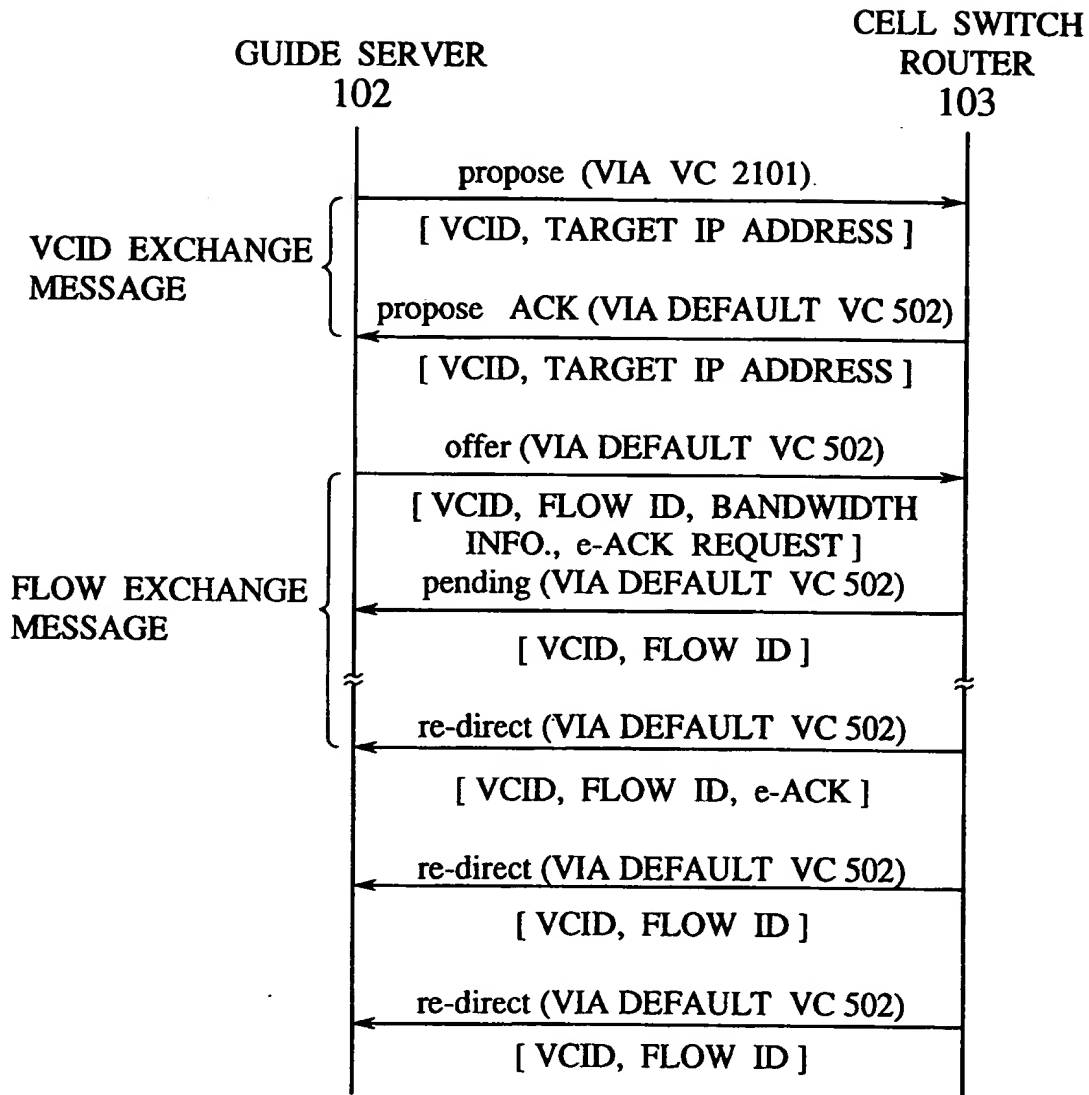 GUIDE SERVER
102
CELL SWITCH
ROUTER
103
propose (VIA VC 2101)
[ VCID, TARGET IP ADDRESS ]
VCID EXCHANGE
MESSAGE
propose ACK (VIA DEFAULT VC 502)
[ VCID, TARGET IP ADDRESS ]
offer (VIA DEFAULT VC 502)
[ VCID, FLOW ID, BANDWIDTH
INFO., e-ACK REQUEST ]
FLOW EXCHANGE
MESSAGE
pending (VIA DEFAULT VC 502)
[ VCID, FLOW ID ]
re-direct (VIA DEFAULT VC 502)
[ VCID, FLOW ID, e-ACK ]
re-direct (VIA DEFAULT VC 502)
[ VCID, FLOW ID ]
re-direct (VIA DEFAULT VC 502)
[ VCID, FLOW ID ]